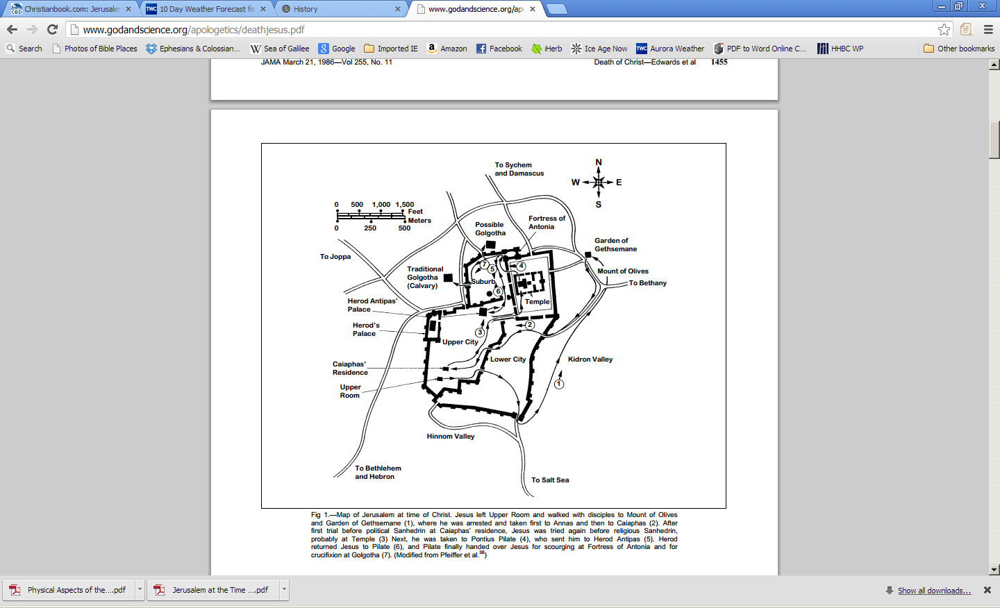 Christianbook.com: Jerusaler
10 Day Weather Forecast fo
History
www.godandscience.org/apo
www.godandscience.org/apologetics/deathjesus.pdf
Search
Photos of Bible Places
Ephesians & Colossian...
Sea of Galilee
Google
Imported IE
Amazon
Facebook
iHerb
Ice Age Now
Aurora Weather
PDF to Word Online C...
HHBC WP
Other bookmarks
JAMA March 21, 1986—Vol 255, No. 11
Death of Christ—Edwards et al 1455
To Sychem
and Damascus
N
W E
S
0 500 1,000 1,500
Feet
Meters
0 250 500
Possible
Golgotha
Fortress of
Antonia
Garden of
Gethsemane
To Joppa
Traditional
Golgotha
(Calvary)
Mount of Olives
To Bethany
7
5
4
Suburb
6
Temple
Herod Antipas'
Palace
Herod's
Palace
2
3
Upper City
Lower City
Kidron Valley
Caiaphas'
Residence
1
Upper
Room
Hinnom Valley
To Bethlehem
and Hebron
To Salt Sea
Fig 1.—Map of Jerusalem at time of Christ. Jesus left Upper Room and walked with disciples to Mount of Olives
and Garden of Gethsemane (1), where he was arrested and taken first to Annas and then to Caiaphas (2). After
first trial before political Sanhedrin at Caiaphas' residence, Jesus was tried again before religious Sanhedrin,
probably at Temple (3) Next, he was taken to Pontius Pilate (4), who sent him to Herod Antipas (5). Herod
returned Jesus to Pilate (6), and Pilate finally handed over Jesus for scourging at Fortress of Antonia and for
crucifixion at Golgotha (7). (Modified from Pfeiffer et al.30)
Physical Aspects of the....pdf
Jerusalem at the Time ....pdf
Show all downloads...